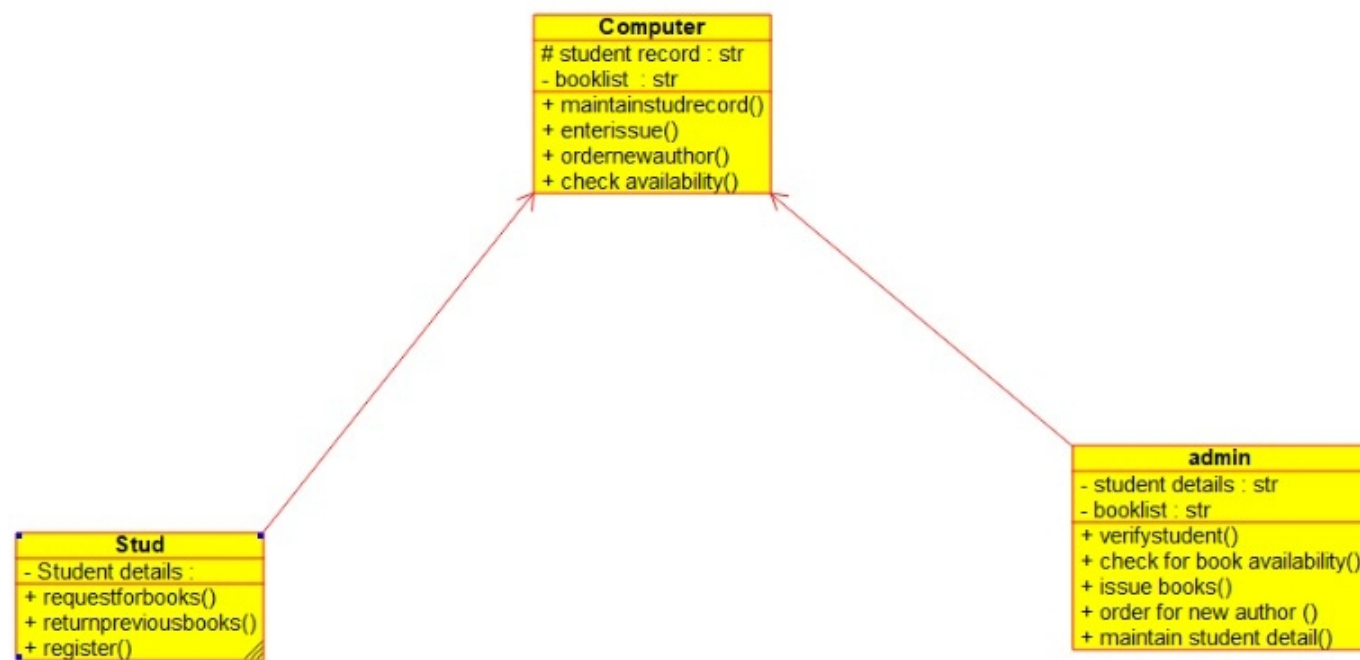 Computer
# student record : str
- booklist : str
+ maintainstudrecord()
+ enterissue()
+ ordernewauthor()
+ check availability()
Stud
- Student details :
+ requestforbooks()
+ returnpreviousbooks()
+ register()
admin
- student details : str
- booklist : str
+ verifystudent()
+ check for book availability()
+ issue books()
+ order for new author ()
+ maintain student detail()